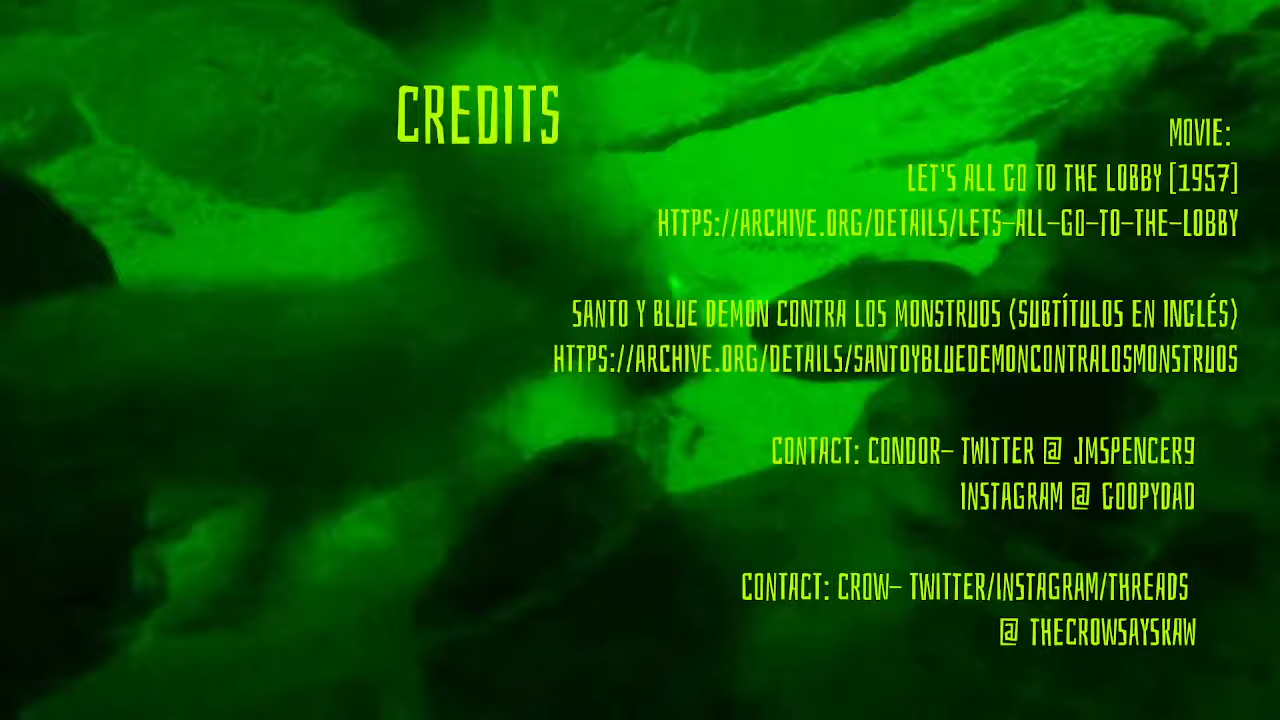 CREDITS
MOVIE:
LET'S ALL GO TO THE LOBBY [1957]
HTTPS://ARCHIVE.ORG/DETAILS/LETS-ALL-GO-TO-THE-LOBBY
SANTO Y BLUE DEMON CONTRA LOS MONSTRUOS (SUBTÍTULOS EN INGLÉS)
HTTPS://ARCHIVE.ORG/DETAILS/SANTOYBLUEDEMONCONTRALOSMONSTRUOS
CONTACT: CONDOR- TWITTER @ JMSPENCER9
INSTAGRAM @ GOOPYDAD
CONTACT: CROW- TWITTER/INSTAGRAM/THREADS
@ THECROWSAYSKAW